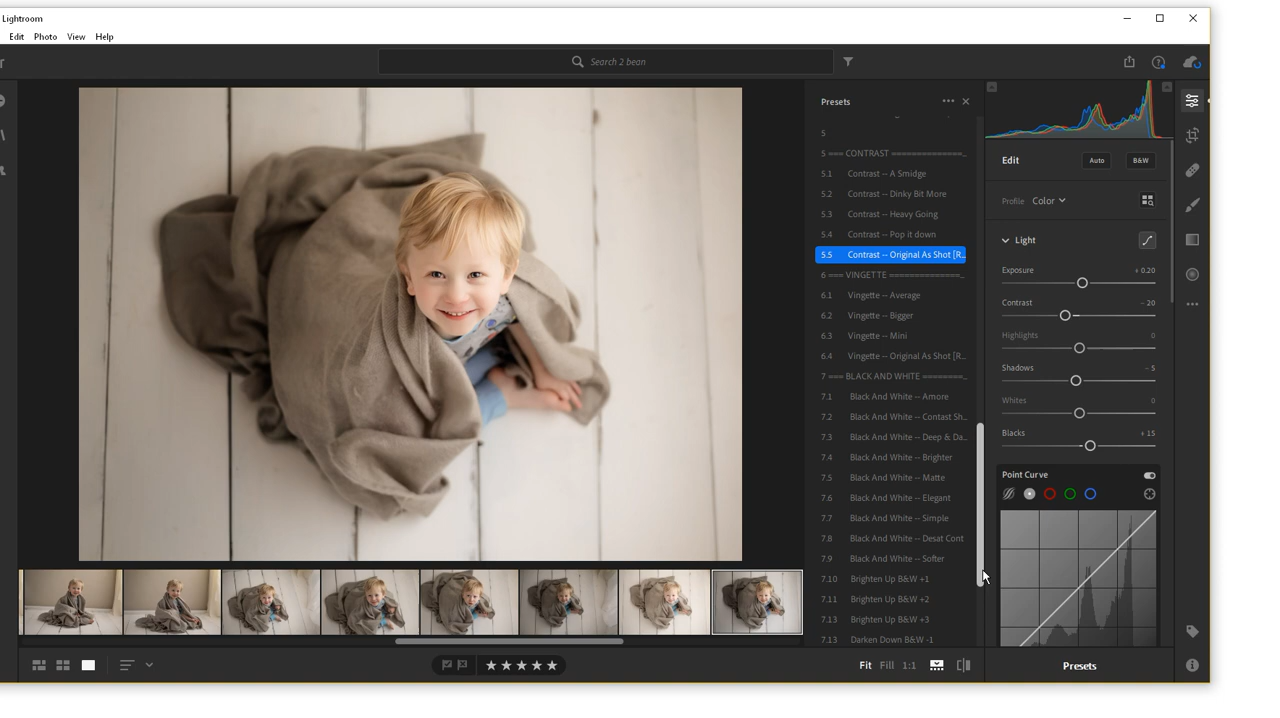 Lightroom
Edit Photo View Help
Search 2 bean
Presets
5
5 === CONTRAST ==============...
5.1 Contrast -- A Smidge
5.2 Contrast -- Dinky Bit More
5.3 Contrast -- Heavy Going
5.4 Contrast -- Pop it down
5.5 Contrast -- Original As Shot [R...
6 === VINGETTE ==============...
6.1 Vingette -- Average
6.2 Vingette -- Bigger
6.3 Vingette -- Mini
6.4 Vingette -- Original As Shot [R...
7 === BLACK AND WHITE ========...
7.1 Black And White -- Amore
7.2 Black And White -- Contast Sh...
7.3 Black And White -- Deep & Da...
7.4 Black And White -- Brighter
7.5 Black And White -- Matte
7.6 Black And White -- Elegant
7.7 Black And White -- Simple
7.8 Black And White -- Desat Cont
7.9 Black And White -- Softer
7.10 Brighten Up B&W +1
7.11 Brighten Up B&W +2
7.13 Brighten Up B&W +3
7.13 Darken Down B&W -1
Edit Auto B&W
Profile Color
Light
Exposure + 0.20
Contrast - 20
Highlights 0
Shadows - 5
Whites 0
Blacks + 15
Point Curve
Fit Fill 1:1
Presets